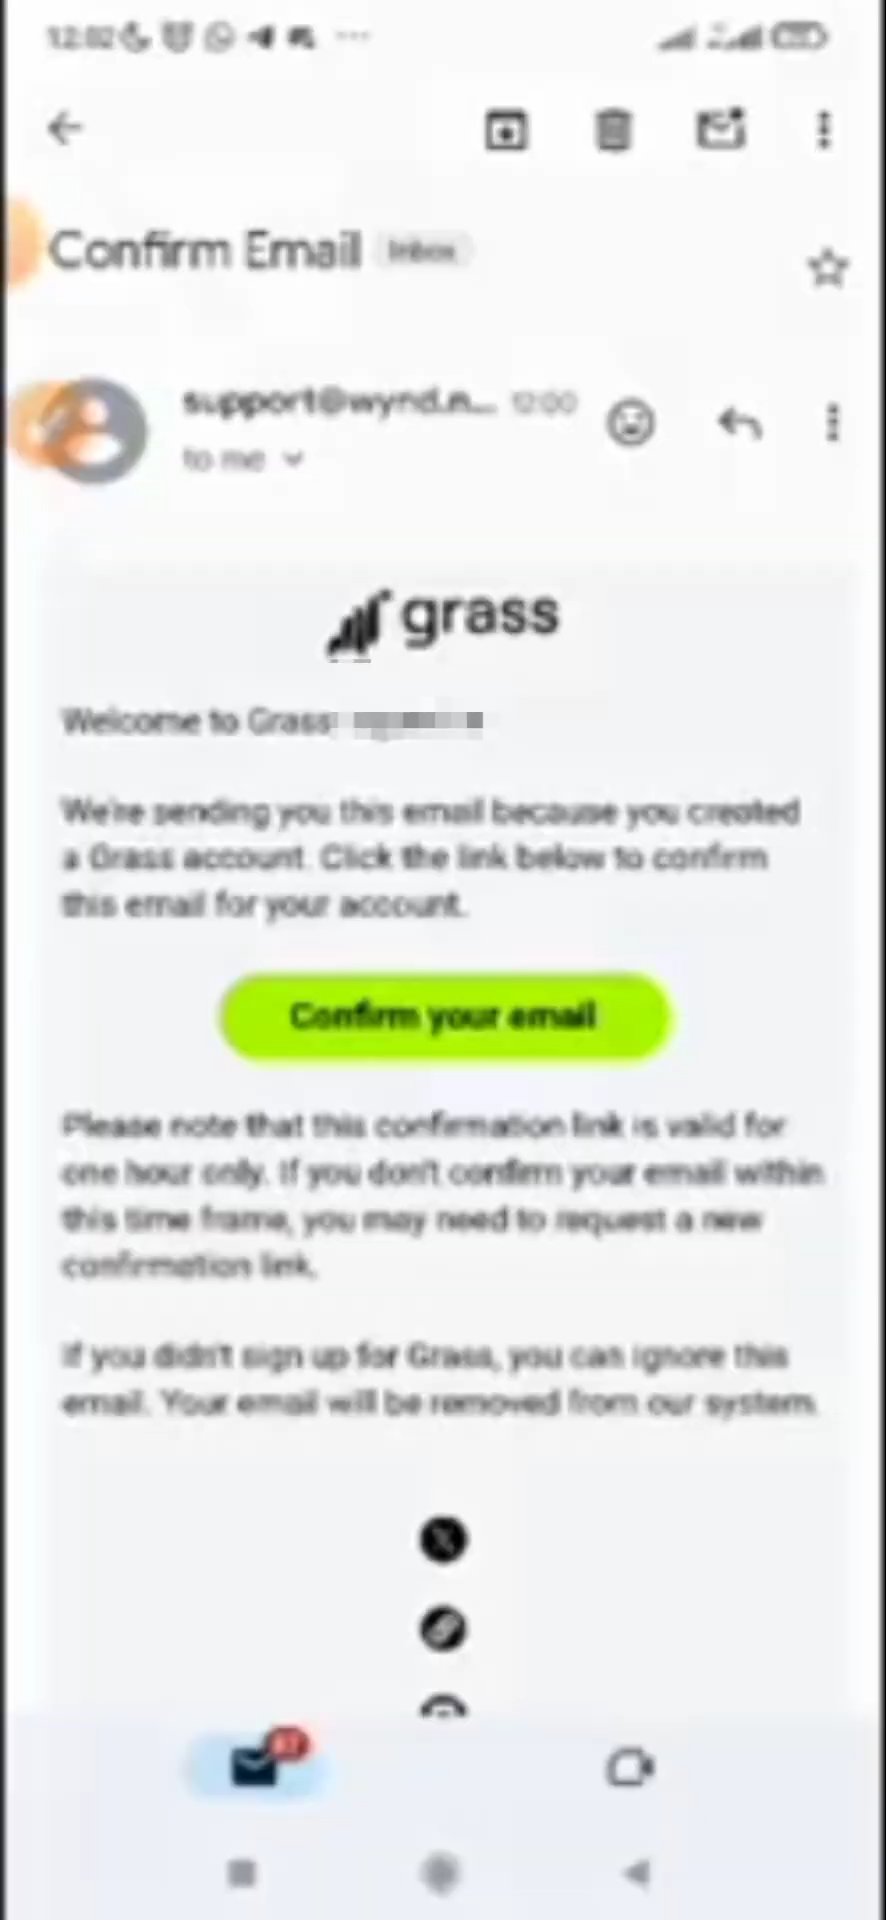 12:02
Confirm Email Inbox
support@wynd.n... 12:00
to me
grass
Welcome to Grass
We're sending you this email because you created
a Grass account. Click the link below to confirm
this email for your account.
Confirm your email
Please note that this confirmation link is valid for
one hour only. If you don't confirm your email within
this time frame, you may need to request a new
confirmation link.
If you didn't sign up for Grass, you can ignore this
email. Your email will be removed from our system.